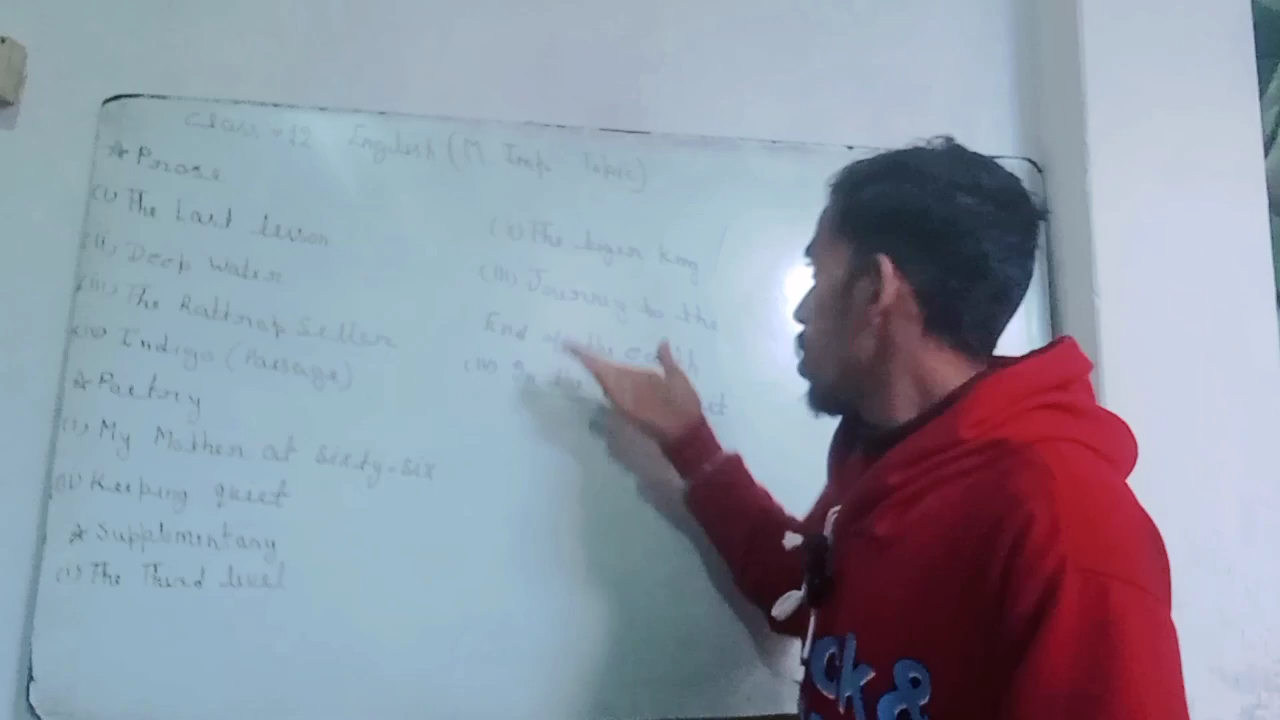 Class 12 English (M. Imp Topic)
☆ Prose
(i) The Last lesson
(ii) Deep Water
(iii) The Rattrap Seller
(iv) Indigo (Passage)
☆ Poetry
(i) My Mother at sixty-six
(ii) Keeping quiet
☆ Supplementary
(i) The Third level
The King
(iii) Journey to the
End of the earth
ck &